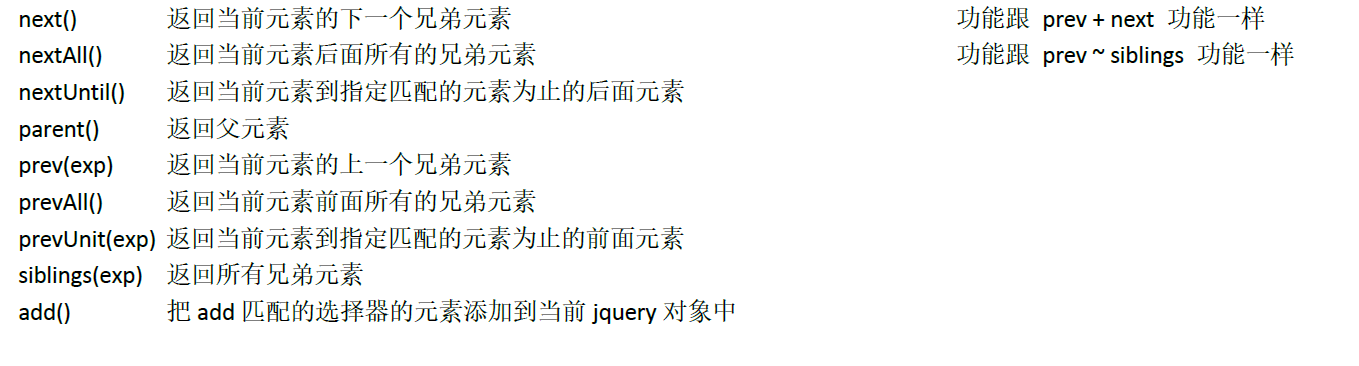 next() 返回当前元素的下一个兄弟元素 功能跟 prev + next 功能一样
nextAll() 返回当前元素后面所有的兄弟元素 功能跟 prev ~ siblings 功能一样
nextUntil() 返回当前元素到指定匹配的元素为止的后面元素
parent() 返回父元素
prev(exp) 返回当前元素的上一个兄弟元素
prevAll() 返回当前元素前面所有的兄弟元素
prevUnit(exp) 返回当前元素到指定匹配的元素为止的前面元素
siblings(exp) 返回所有兄弟元素
add() 把 add 匹配的选择器的元素添加到当前 jquery 对象中